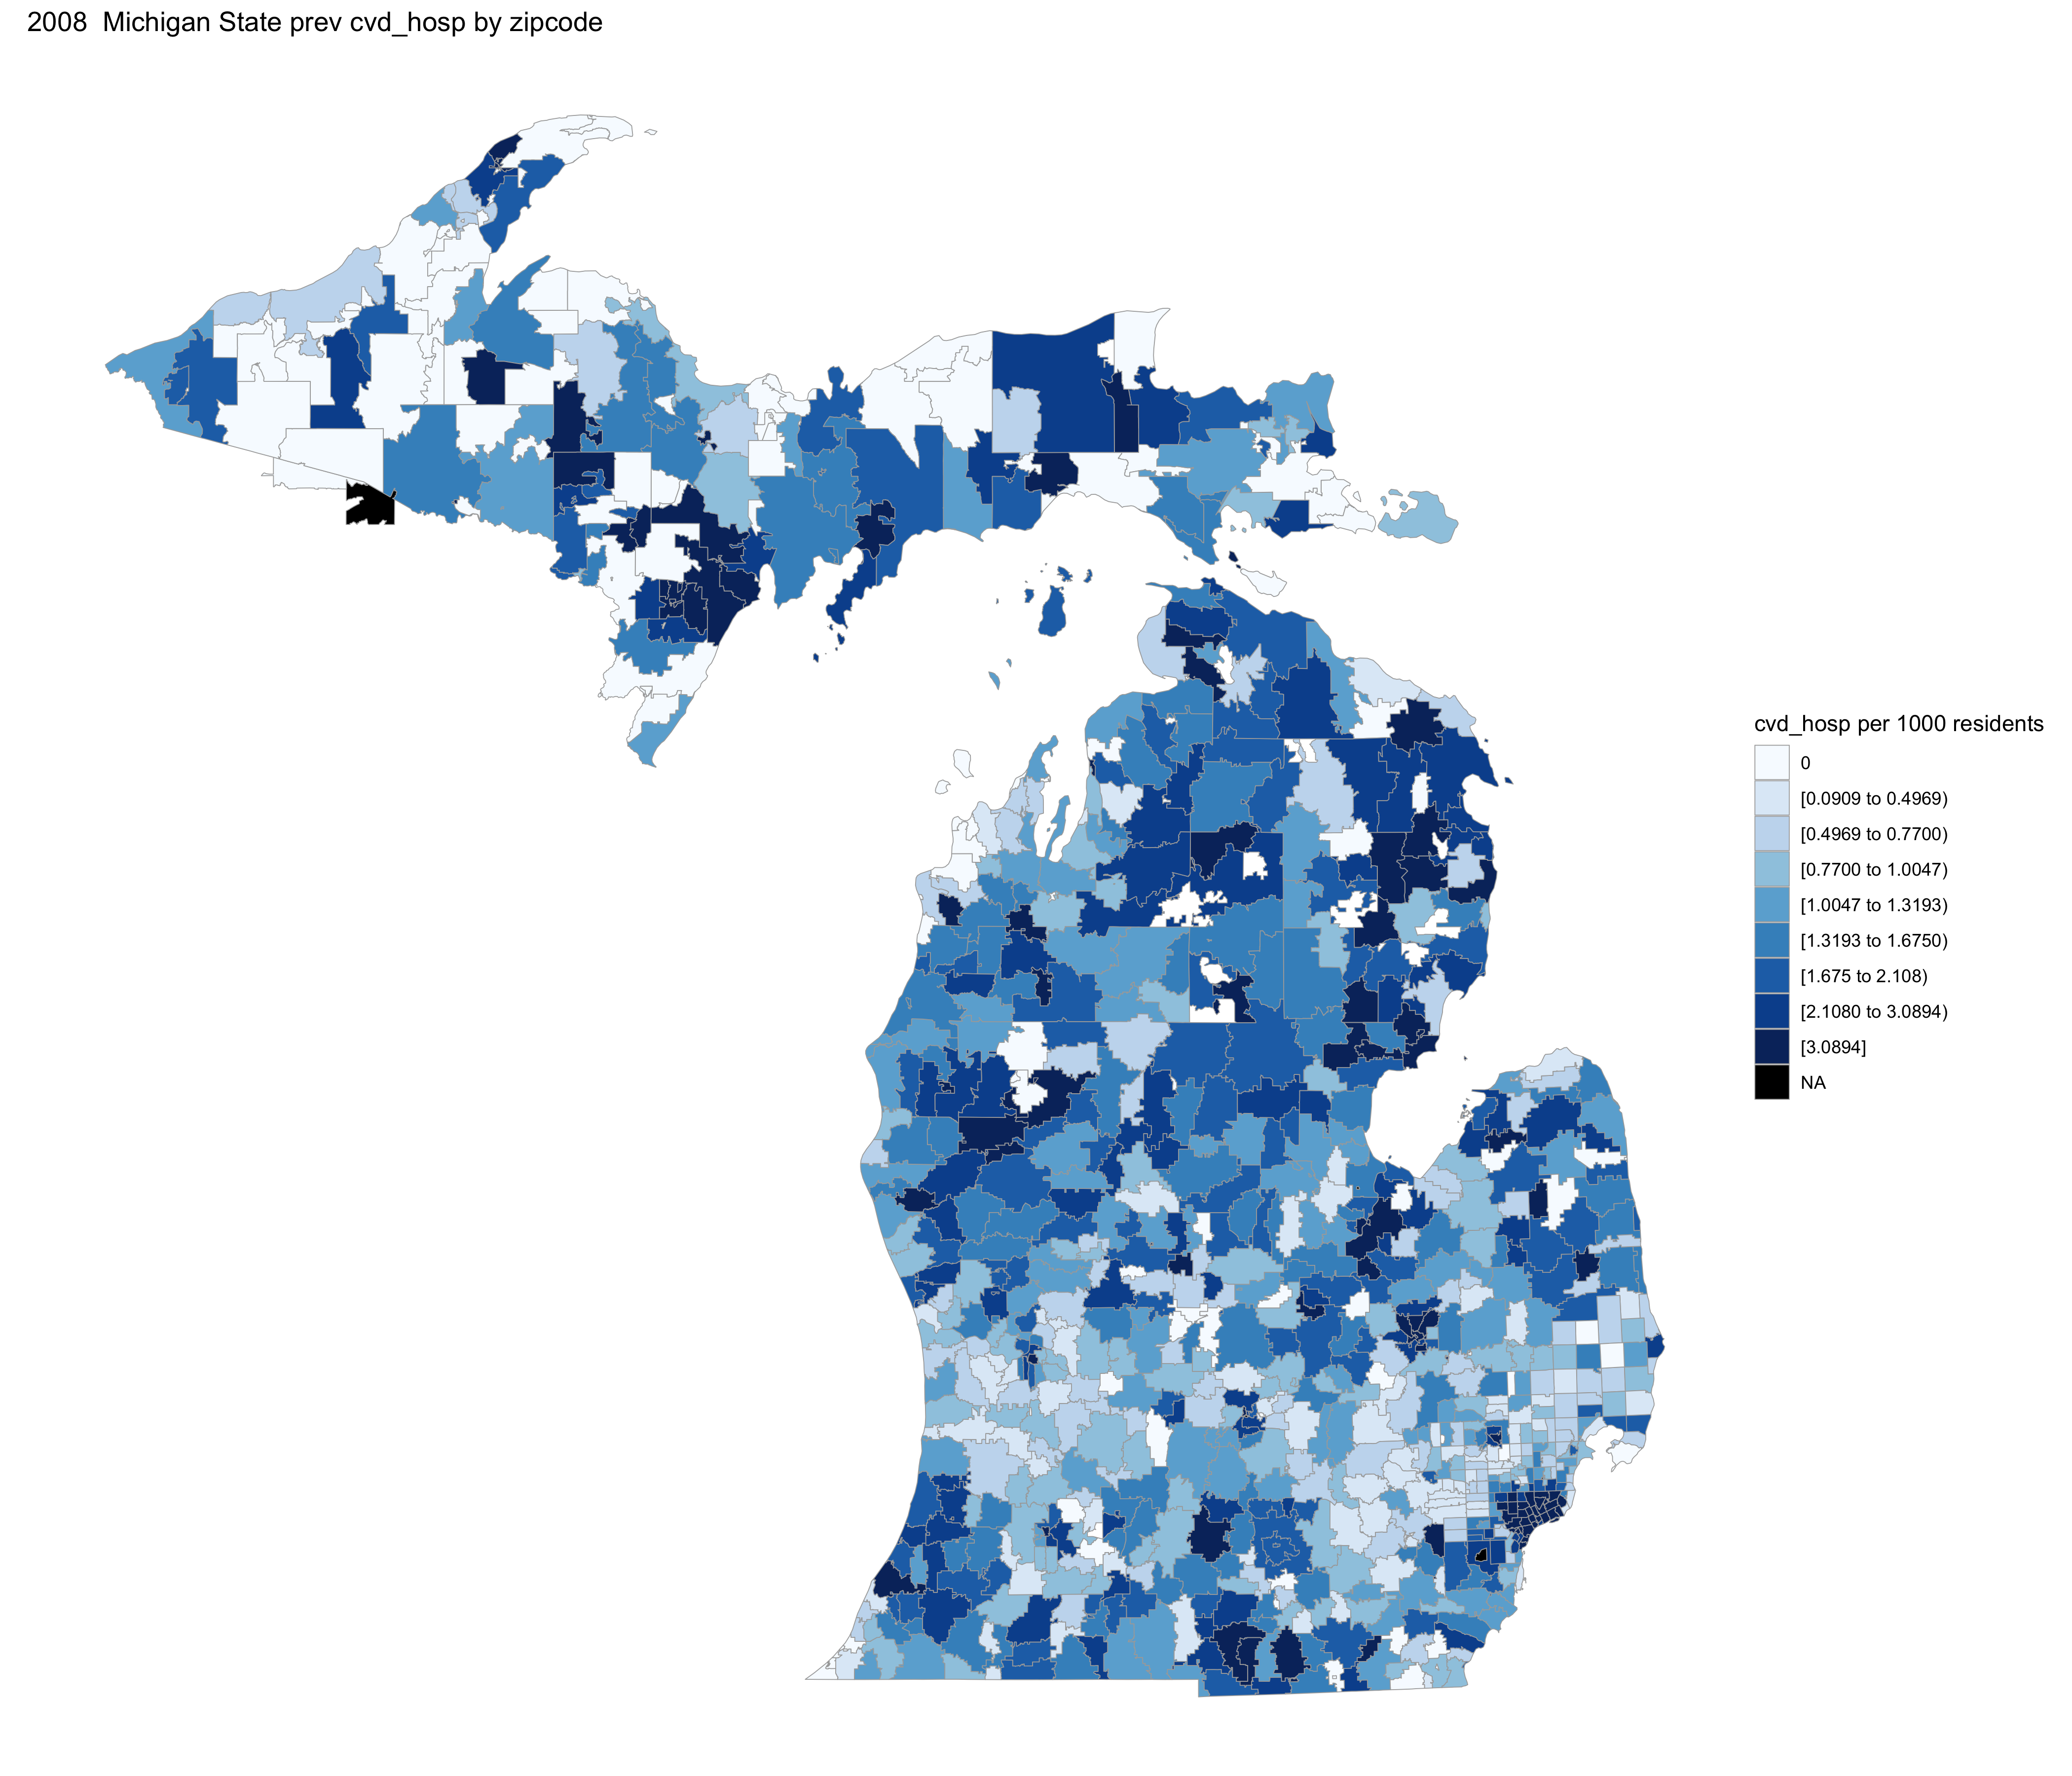 2008  Michigan State prev cvd_hosp by zipcode
cvd_hosp per 1000 residents
0
[0.0909 to 0.4969)
[0.4969 to 0.7700)
[0.7700 to 1.0047)
[1.0047 to 1.3193)
[1.3193 to 1.6750)
[1.675 to 2.108)
[2.1080 to 3.0894)
[3.0894]
NA